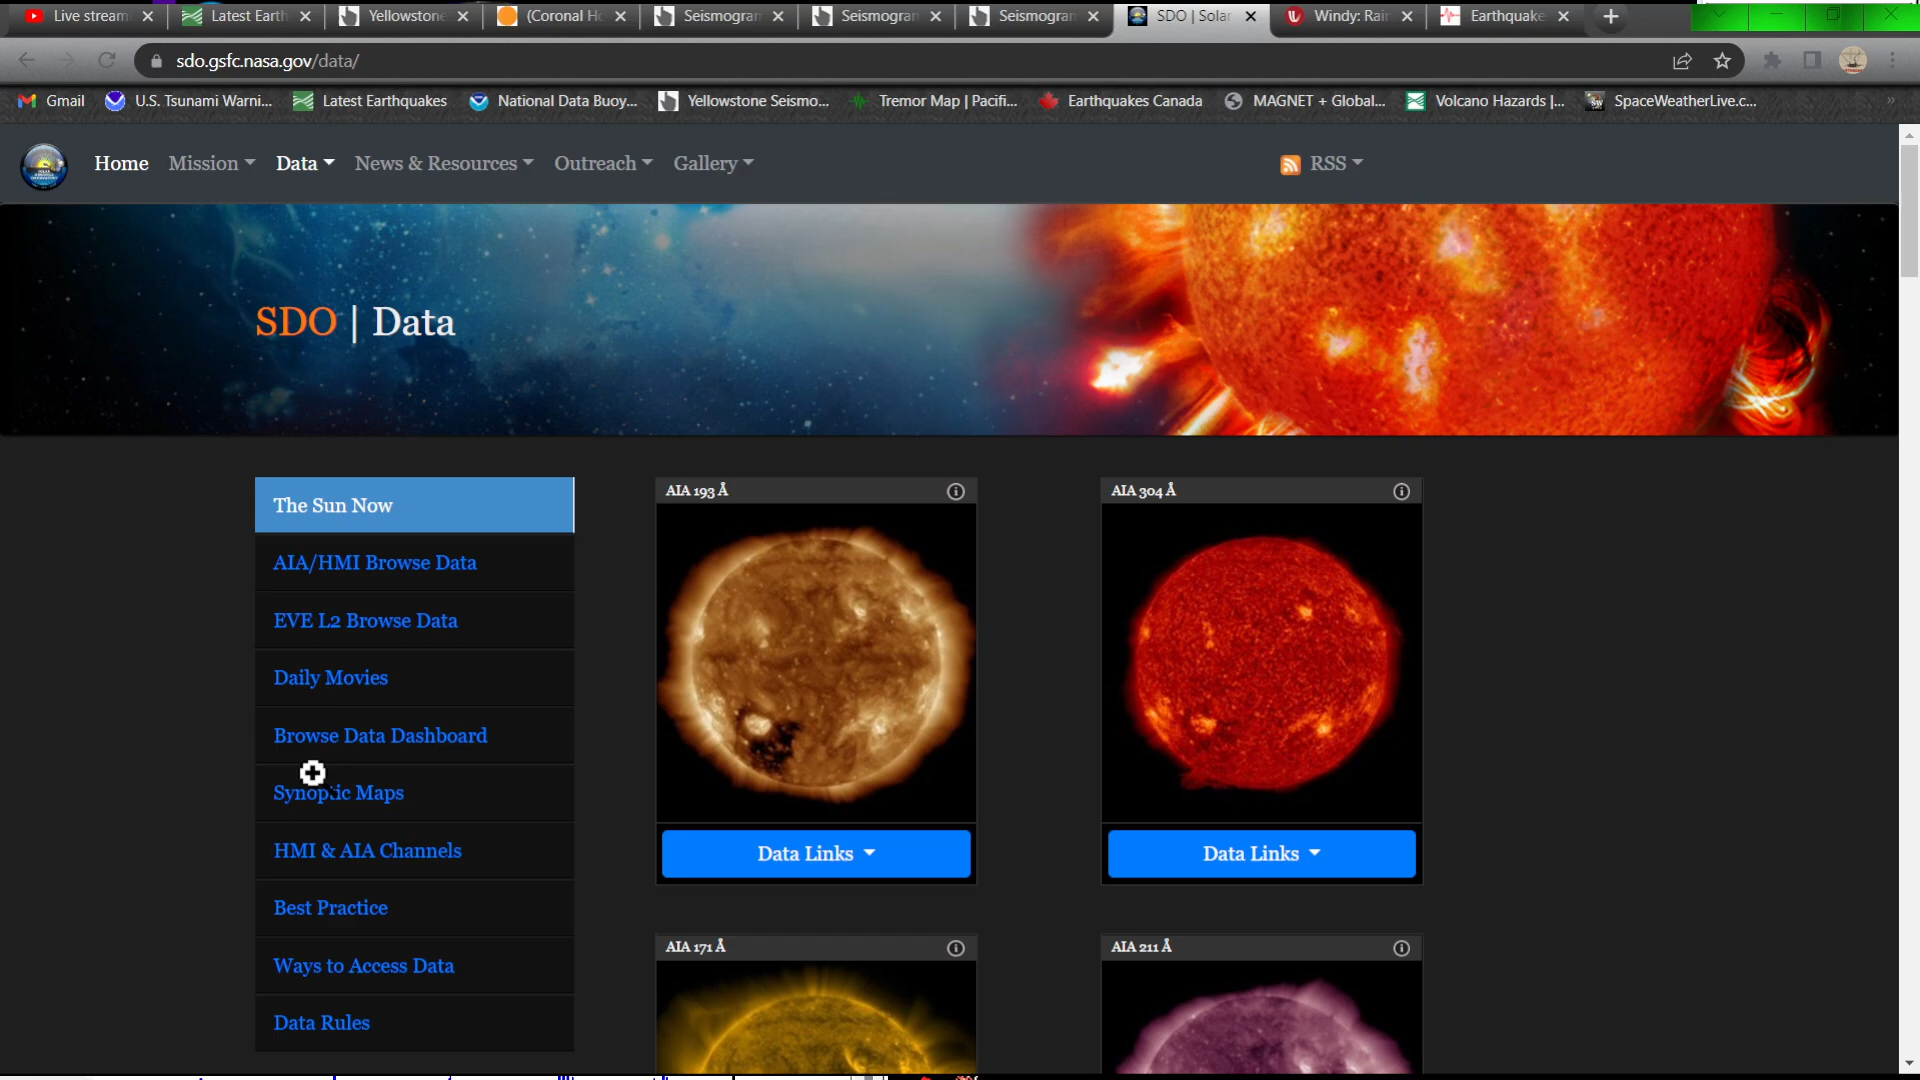 Live stream
Latest Earth
Yellowstone
(Coronal Ho
Seismogram
Seismogram
Seismogram
SDO | Solar
Windy: Rain
Earthquake
sdo.gsfc.nasa.gov/data/
Gmail
U.S. Tsunami Warni...
Latest Earthquakes
National Data Buoy...
Yellowstone Seismo...
Tremor Map | Pacifi...
Earthquakes Canada
MAGNET + Global...
Volcano Hazards |...
SpaceWeatherLive.c...
Home
Mission
Data
News & Resources
Outreach
Gallery
RSS
SDO | Data
The Sun Now
AIA/HMI Browse Data
EVE L2 Browse Data
Daily Movies
Browse Data Dashboard
Synoptic Maps
HMI & AIA Channels
Best Practice
Ways to Access Data
Data Rules
AIA 193 Å
Data Links
AIA 304 Å
Data Links
AIA 171 Å
AIA 211 Å